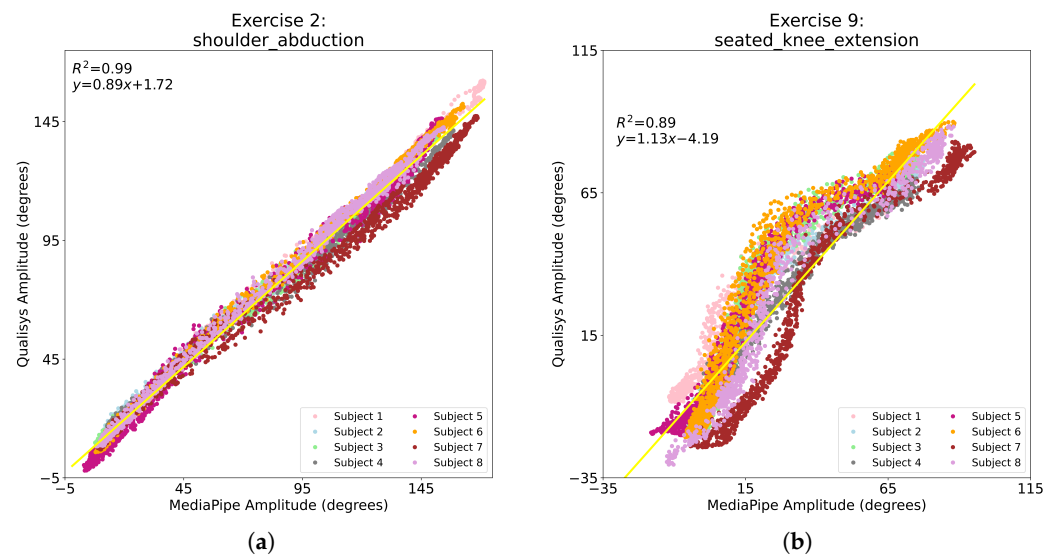 Exercise 2:
shoulder_abduction
R²=0.99
y=0.89x+1.72
145
95
45
−5
−5
45
95
145
Qualisys Amplitude (degrees)
MediaPipe Amplitude (degrees)
Subject 1
Subject 2
Subject 3
Subject 4
Subject 5
Subject 6
Subject 7
Subject 8
(a)
Exercise 9:
seated_knee_extension
R²=0.89
y=1.13x−4.19
115
65
15
−35
−35
15
65
115
Qualisys Amplitude (degrees)
MediaPipe Amplitude (degrees)
Subject 1
Subject 2
Subject 3
Subject 4
Subject 5
Subject 6
Subject 7
Subject 8
(b)